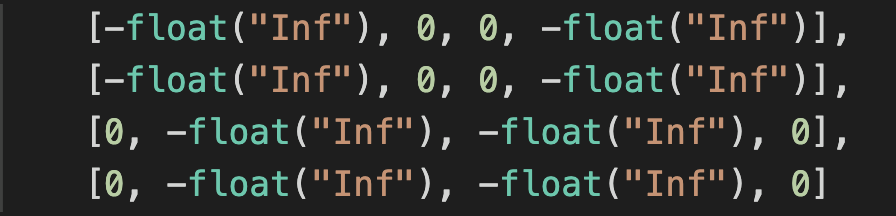 [-float("Inf"), 0, 0, -float("Inf")],
[-float("Inf"), 0, 0, -float("Inf")],
[0, -float("Inf"), -float("Inf"), 0],
[0, -float("Inf"), -float("Inf"), 0]